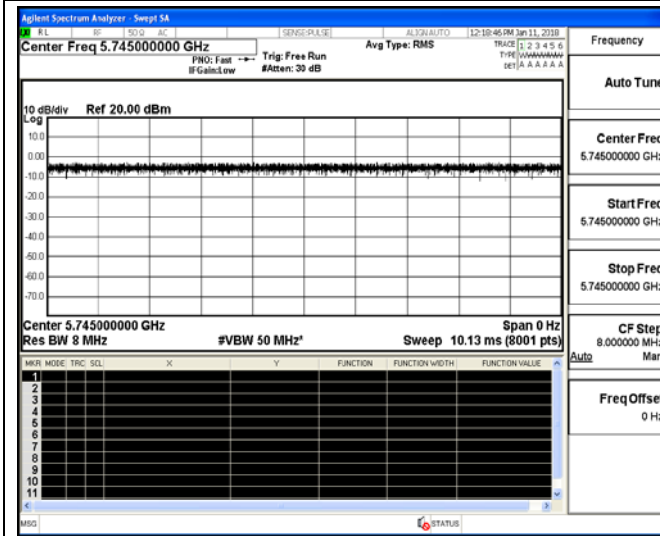 Agilent Spectrum Analyzer - Swept SA
RL RF 50 Ω AC SENSE:PULSE ALIGNAUTO 12:18:46 PM Jan 11, 2018
Center Freq 5.745000000 GHz Avg Type: RMS TRACE 1 2 3 4 5 6
PNO: Fast Trig: Free Run TYPE
IFGain:Low #Atten: 30 dB DET A A A A A A
10 dB/div Ref 20.00 dBm
Log
10.0
0.00
-10.0
-20.0
-30.0
-40.0
-50.0
-60.0
-70.0
Center 5.745000000 GHz Span 0 Hz
Res BW 8 MHz #VBW 50 MHz* Sweep 10.13 ms (8001 pts)
MKR MODE TRC SCL X Y FUNCTION FUNCTION WIDTH FUNCTION VALUE
1
2
3
4
5
6
7
8
9
10
11
MSG STATUS
Frequency
Auto Tune
Center Freq
5.745000000 GHz
Start Freq
5.745000000 GHz
Stop Freq
5.745000000 GHz
CF Step
8.000000 MHz
Auto Man
Freq Offset
0 Hz